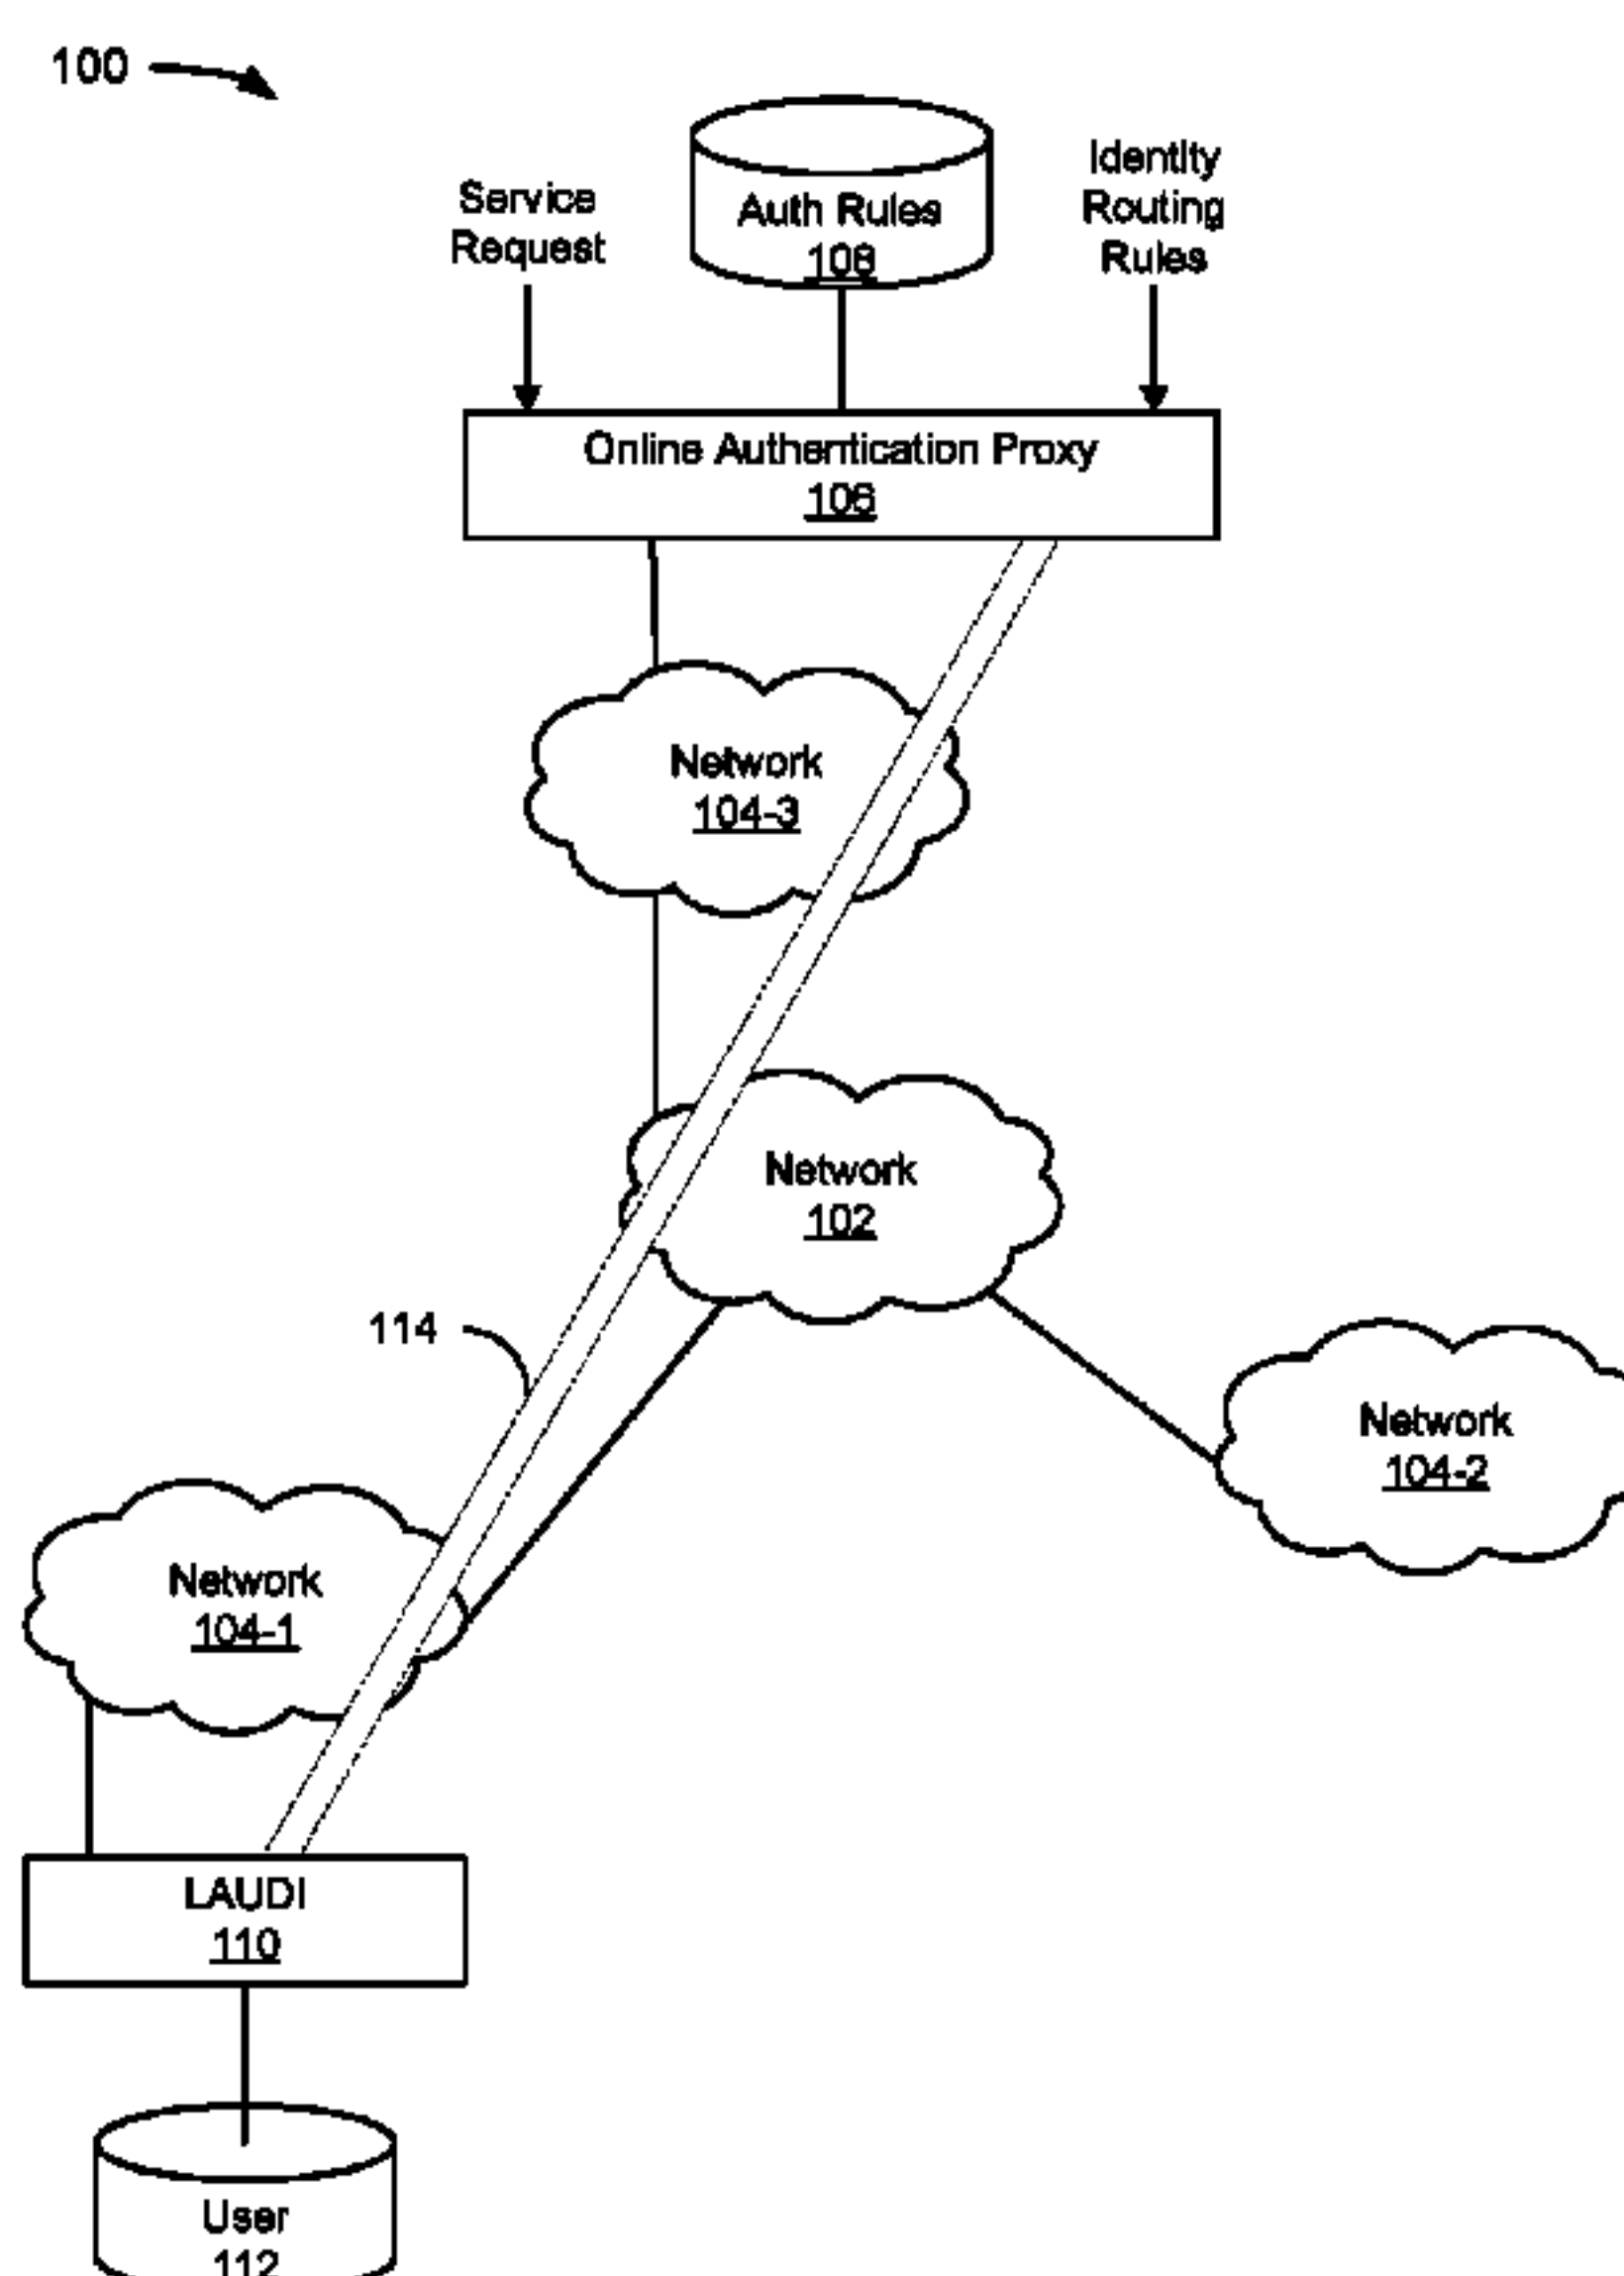 100
Service
Request
Auth Rules
108
Identity
Routing
Rules
Online Authentication Proxy
106
Network
104-3
Network
102
114
Network
104-2
Network
104-1
LAUDI
110
User
112